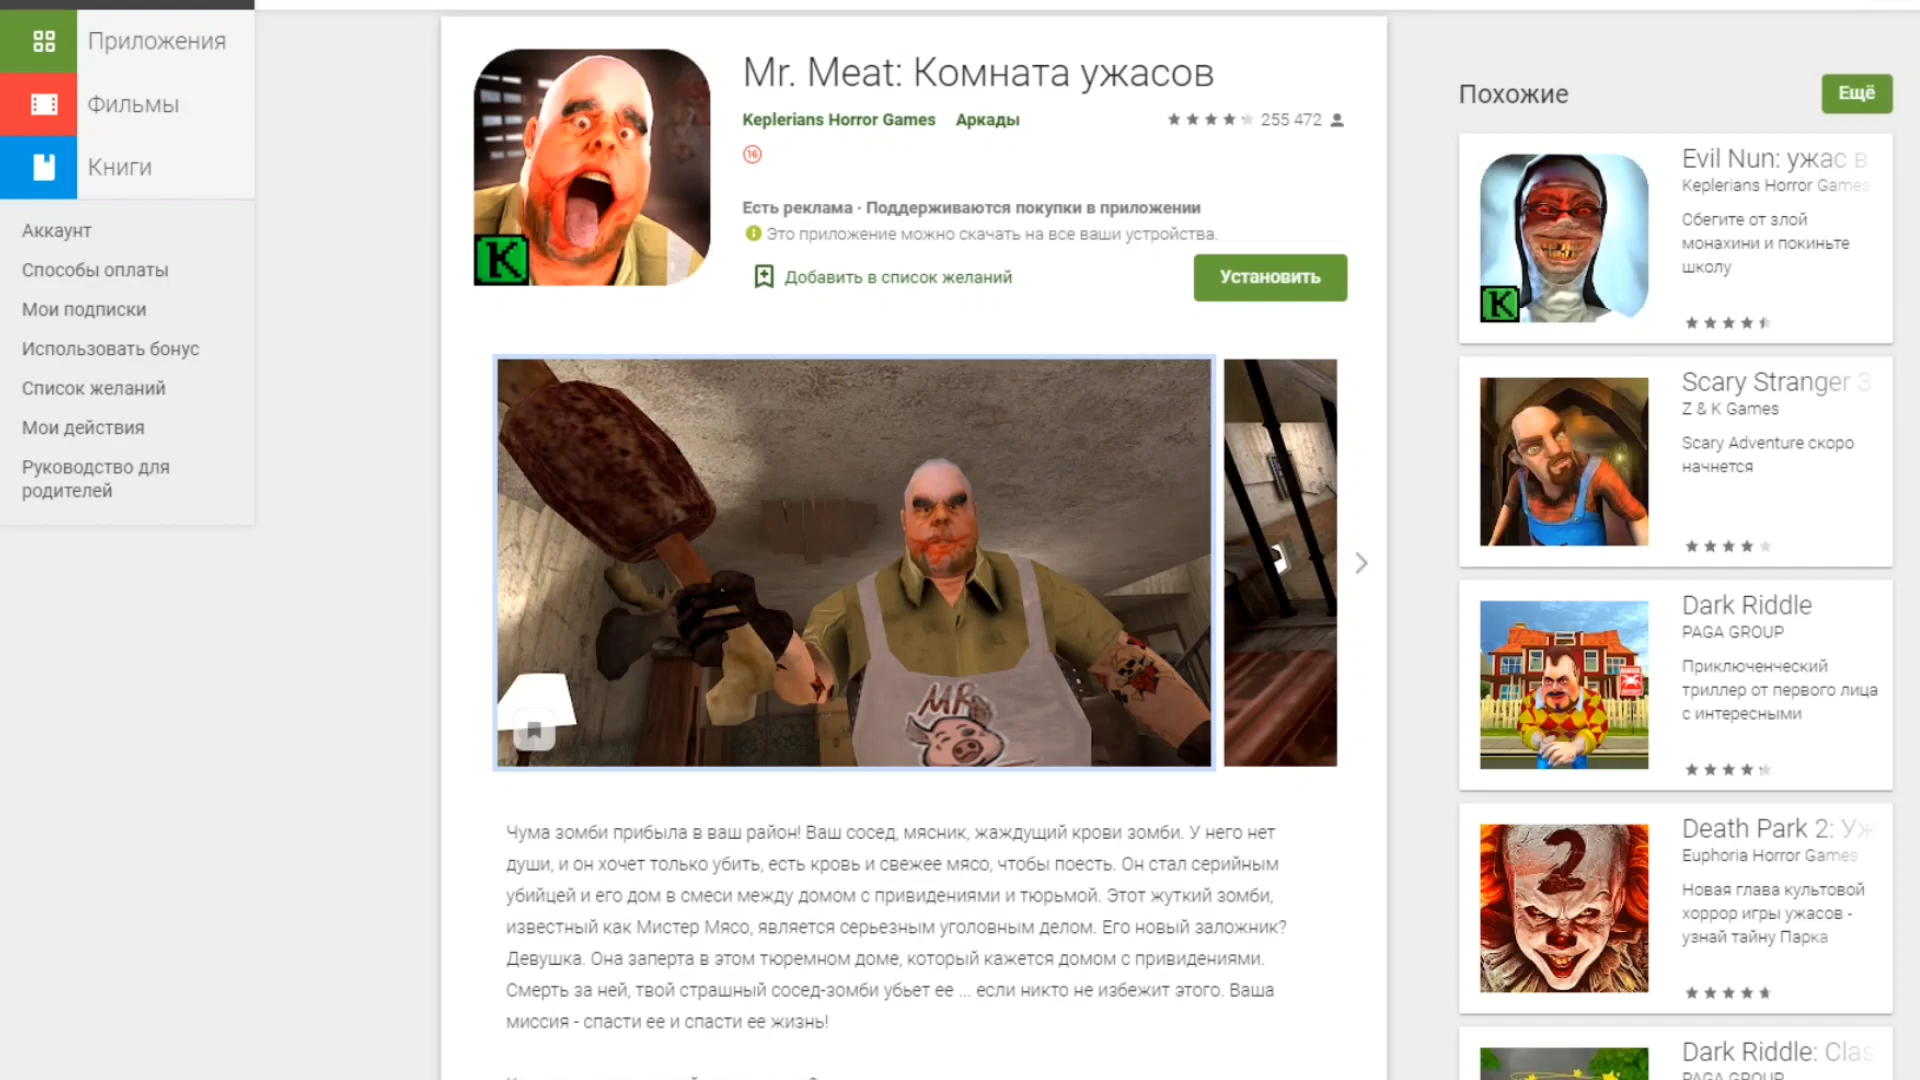 Приложения
Фильмы
Книги
Аккаунт
Способы оплаты
Мои подписки
Использовать бонус
Список желаний
Мои действия
Руководство для
родителей
Mr. Meat: Комната ужасов
Keplerians Horror Games Аркады
255 472
16
Есть реклама · Поддерживаются покупки в приложении
Это приложение можно скачать на все ваши устройства.
Добавить в список желаний
Установить
K
MR
Чума зомби прибыла в ваш район! Ваш сосед, мясник, жаждущий крови зомби. У него нет
души, и он хочет только убить, есть кровь и свежее мясо, чтобы поесть. Он стал серийным
убийцей и его дом в смеси между домом с привидениями и тюрьмой. Этот жуткий зомби,
известный как Мистер Мясо, является серьезным уголовным делом. Его новый заложник?
Девушка. Она заперта в этом тюремном доме, который кажется домом с привидениями.
Смерть за ней, твой страшный сосед-зомби убьет ее ... если никто не избежит этого. Ваша
миссия - спасти ее и спасти ее жизнь!
Похожие
Ещё
Evil Nun: ужас в
Keplerians Horror Games
Сбегите от злой
монахини и покиньте
школу
K
Scary Stranger 3
Z & K Games
Scary Adventure скоро
начнется
Dark Riddle
PAGA GROUP
Приключенческий
триллер от первого лица
с интересными
Death Park 2: Уж
Euphoria Horror Games
Новая глава культовой
хоррор игры ужасов -
узнай тайну Парка
2
Dark Riddle: Clas
PAGA GROUP